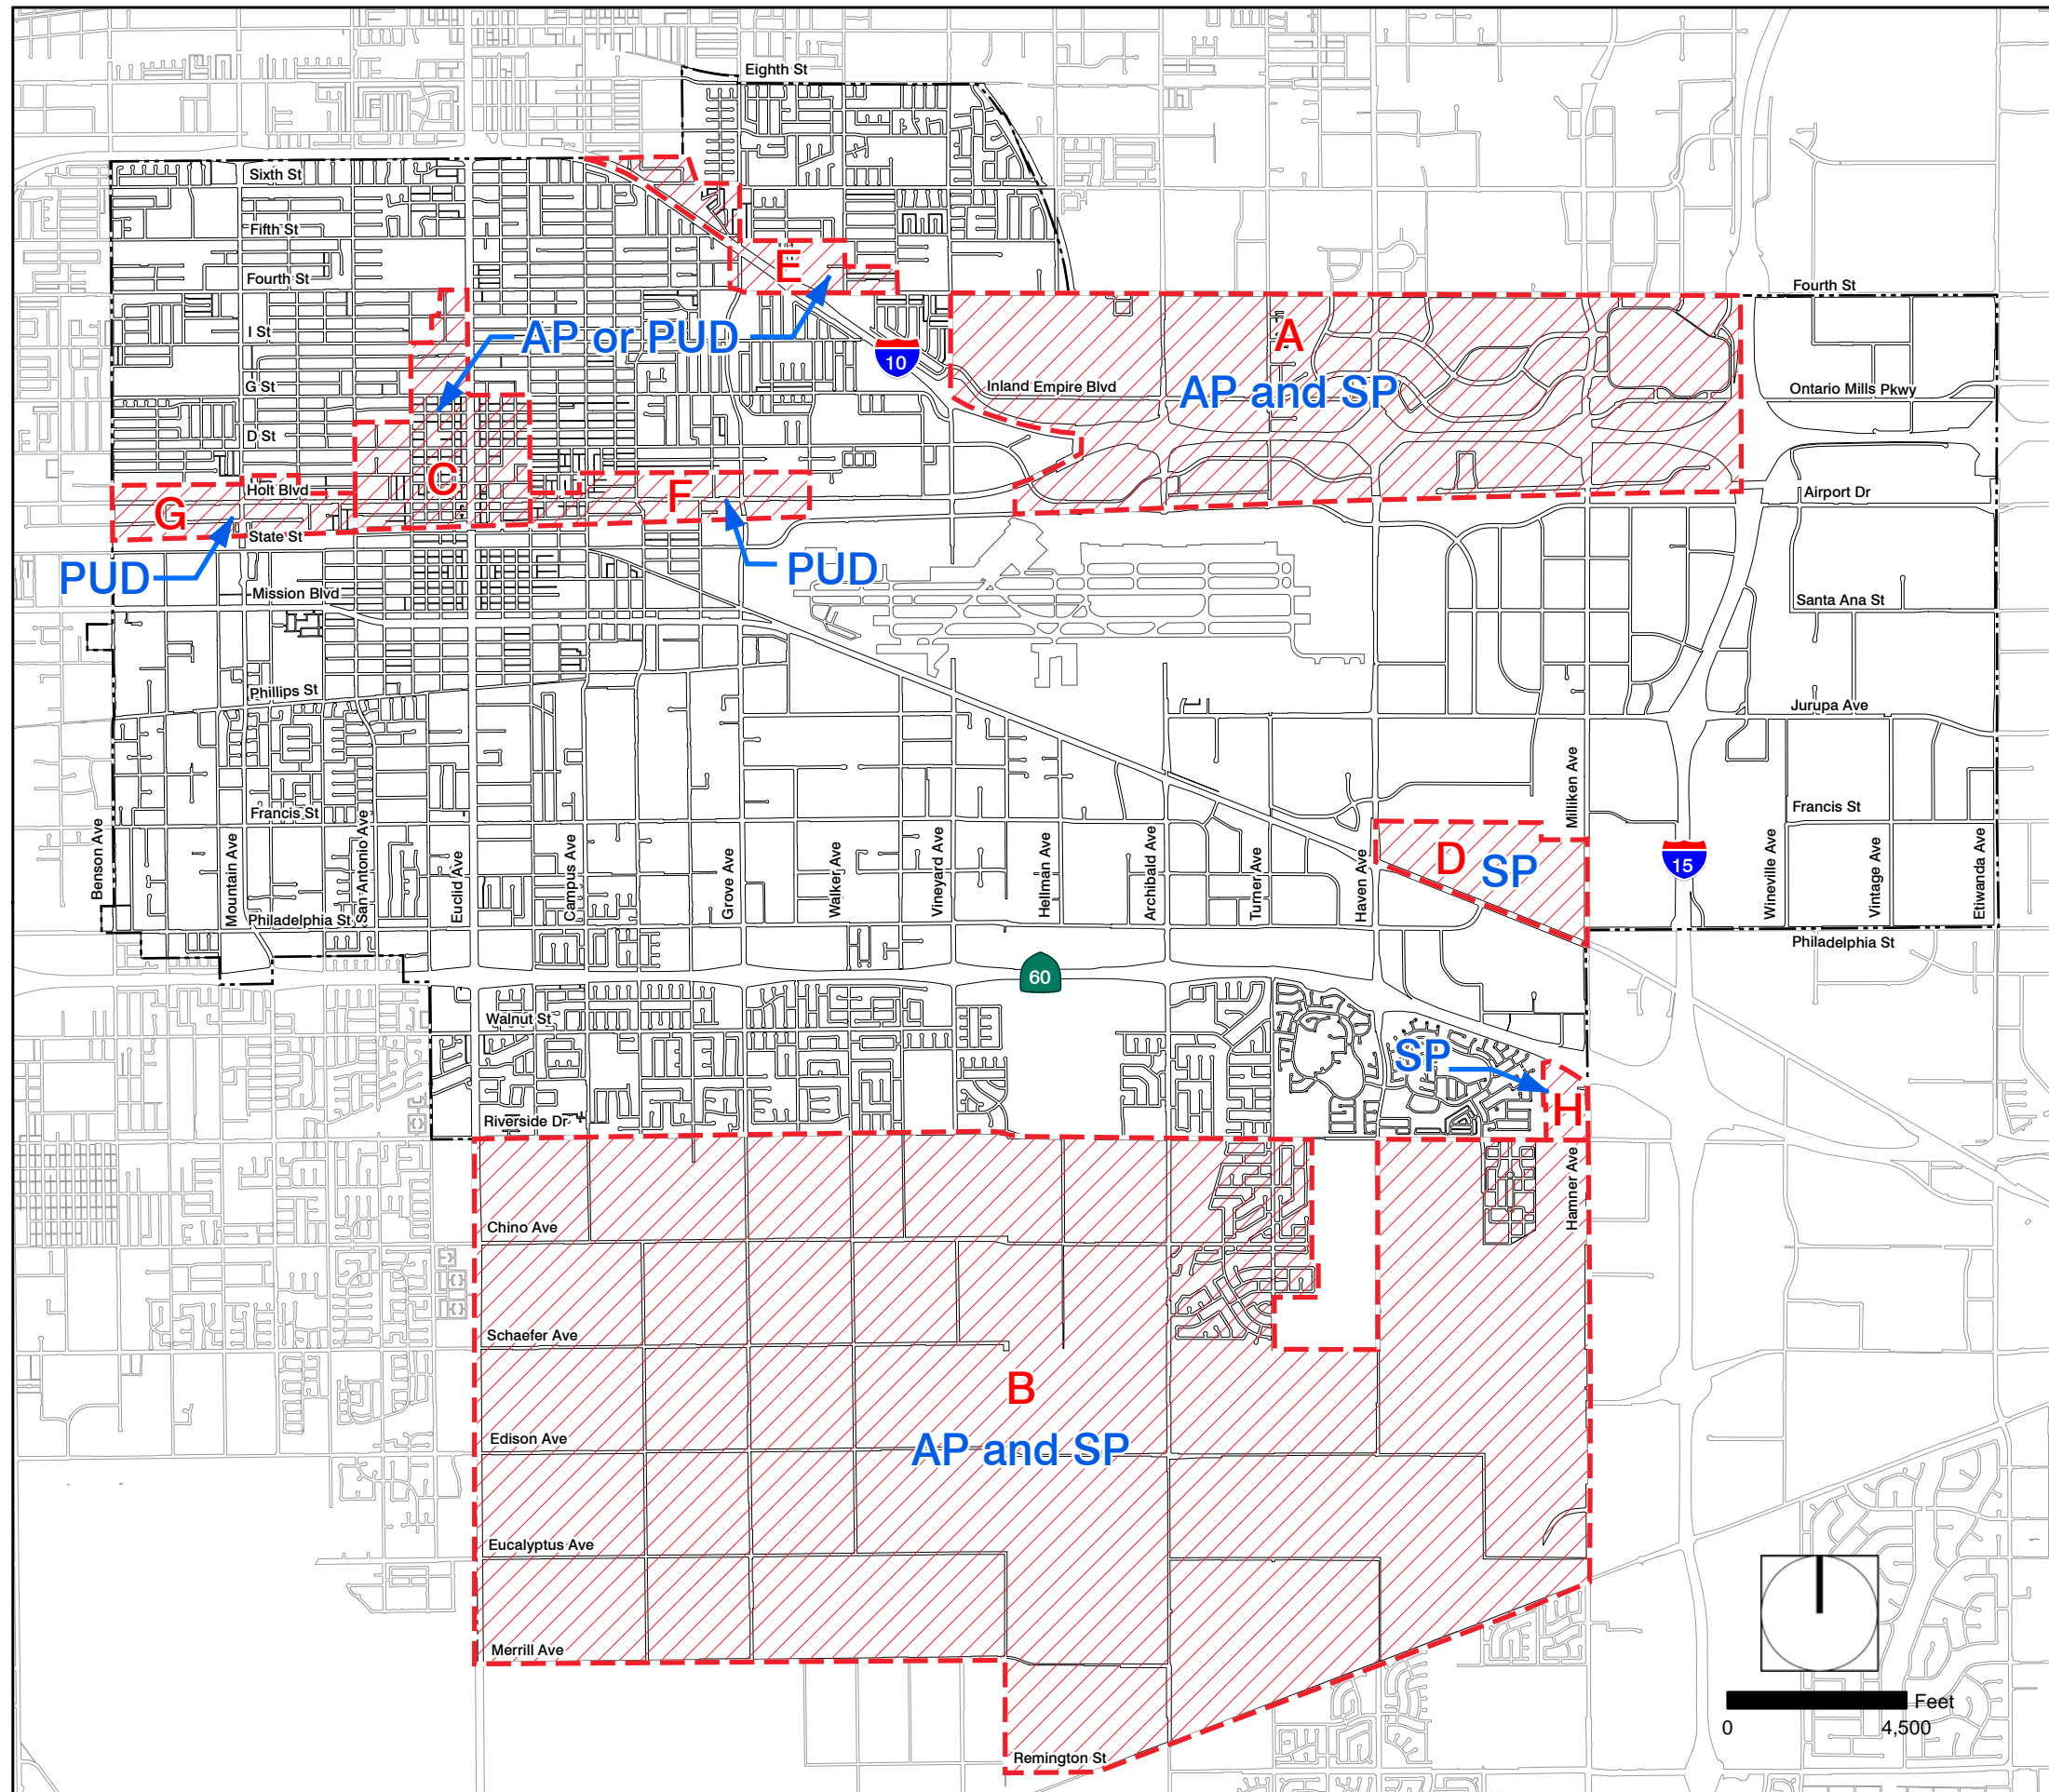 Eighth St
Sixth St
Fifth St
E
Fourth St
Fourth St
I St
AP or PUD
A
10
G St
Inland Empire Blvd
AP and SP
Ontario Mills Pkwy
D St
C
Holt Blvd
F
Airport Dr
G
State St
PUD
PUD
Mission Blvd
Santa Ana St
Phillips St
Jurupa Ave
Milliken Ave
Francis St
Francis St
Benson Ave
Mountain Ave
San Antonio Ave
Euclid Ave
Campus Ave
Grove Ave
Walker Ave
Vineyard Ave
Hellman Ave
Archibald Ave
Turner Ave
Haven Ave
D
SP
15
Wineville Ave
Vintage Ave
Etiwanda Ave
Philadelphia St
Philadelphia St
60
Walnut St
SP
H
Riverside Dr
Hamner Ave
Chino Ave
Schaefer Ave
B
Edison Ave
AP and SP
Eucalyptus Ave
Merrill Ave
Feet
0 4,500
Remington St